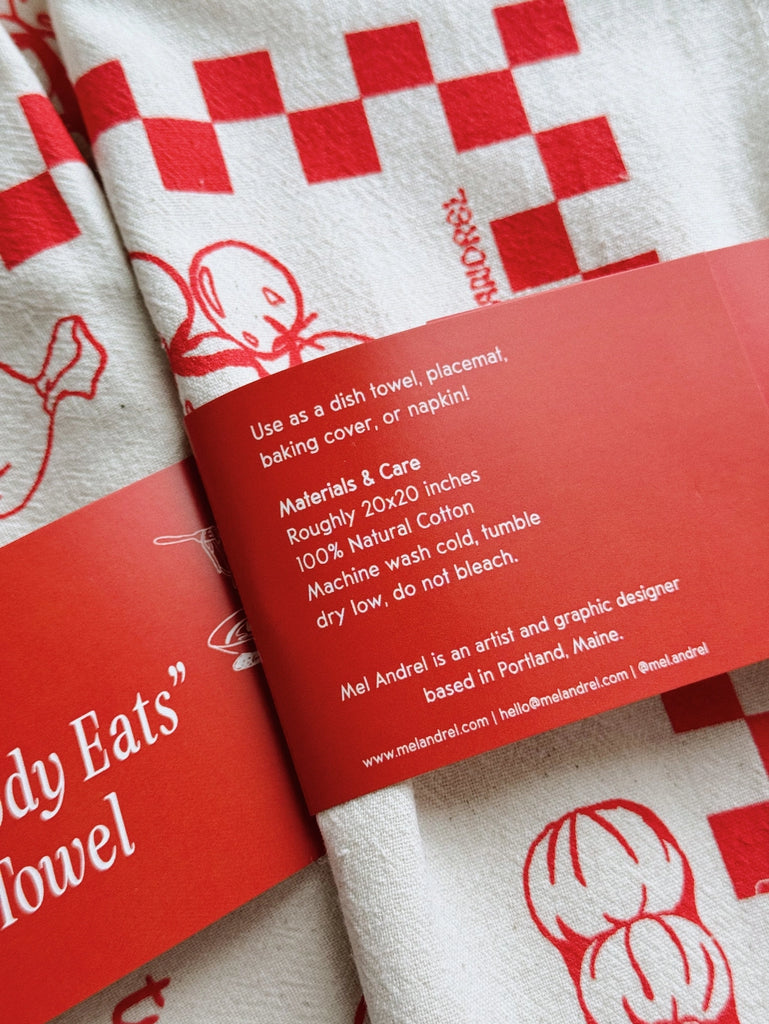 ANDREL
Use as a dish towel, placemat,
baking cover, or napkin!
Materials & Care
Roughly 20x20 inches
100% Natural Cotton
Machine wash cold, tumble
dry low, do not bleach.
Mel Andrel is an artist and graphic designer
based in Portland, Maine.
www.melandrel.com | hello@melandrel.com | @mel.andrel
dy Eats”
Towel